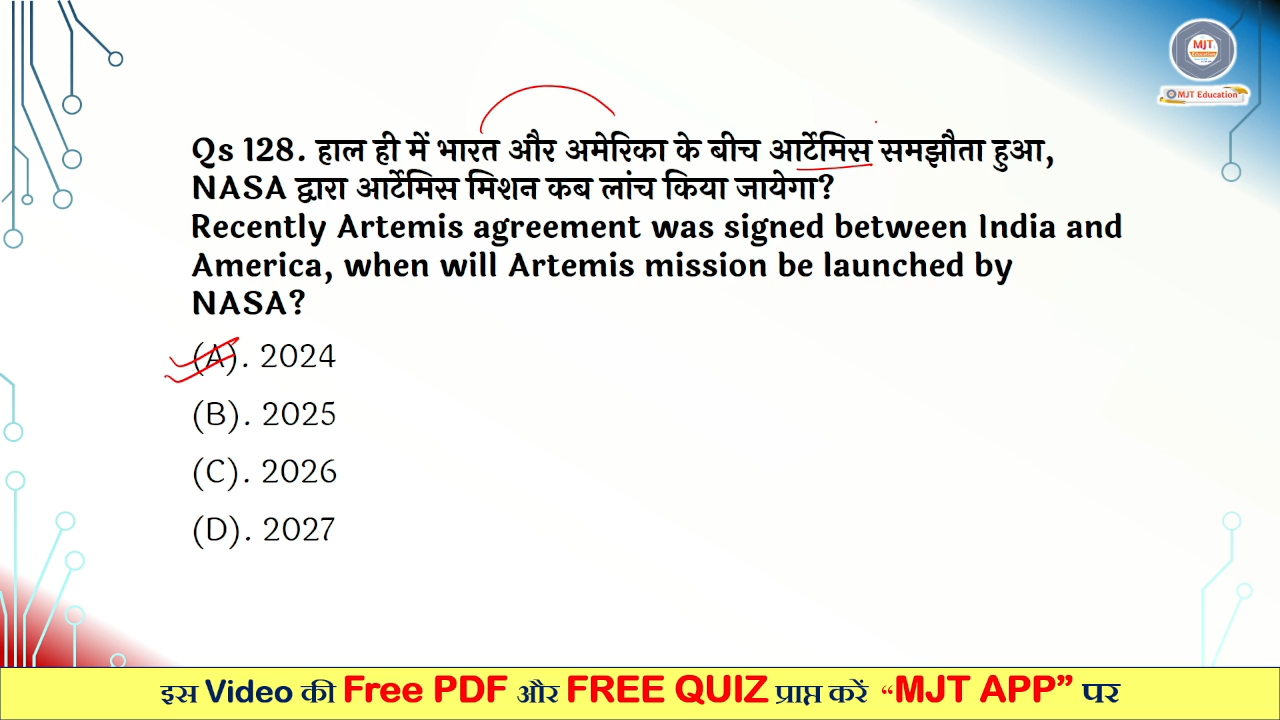 MJT
Education
MJT Education
Qs 128. हाल ही में भारत और अमेरिका के बीच आर्टेमिस समझौता हुआ,
NASA द्वारा आर्टेमिस मिशन कब लांच किया जायेगा?
Recently Artemis agreement was signed between India and
America, when will Artemis mission be launched by
NASA?
(A). 2024
(B). 2025
(C). 2026
(D). 2027
इस Video की Free PDF और FREE QUIZ प्राप्त करें “MJT APP” पर